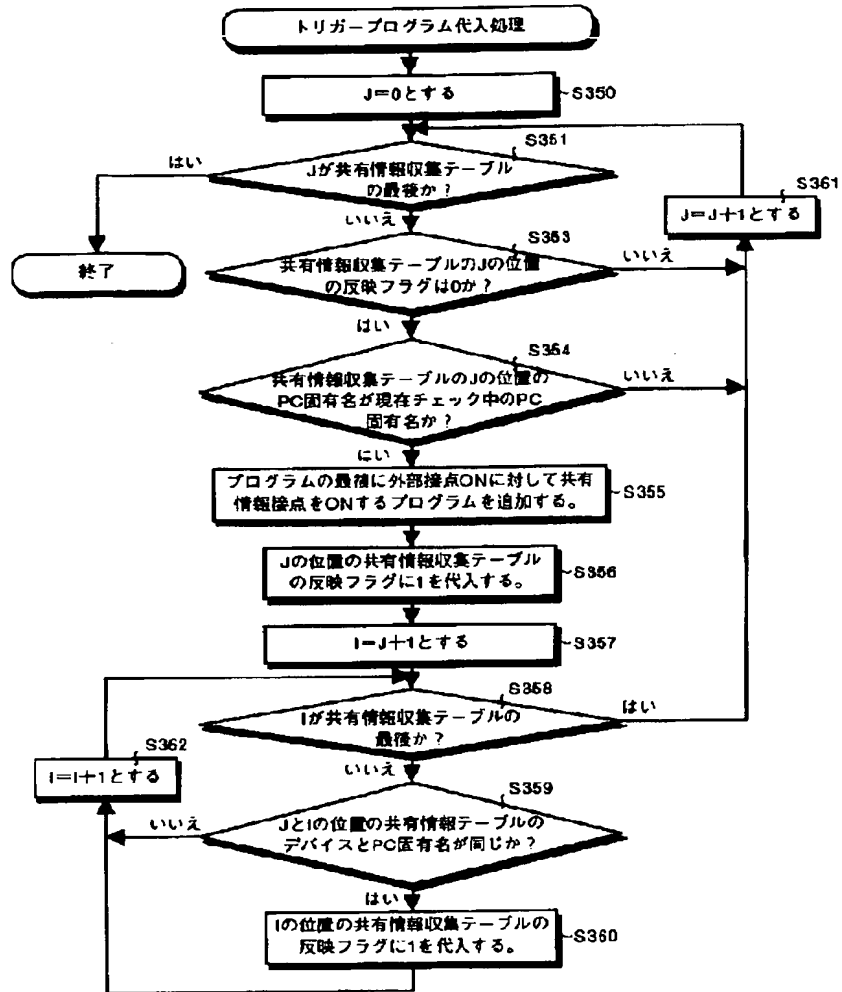 トリガープログラム代入処理
J=0とする
S350
S351
はい
Jが共有情報収集テーブル
の最後か?
いいえ
S361
J=J+1とする
終了
S353
共有情報収集テーブルのJの位置
の反映フラグは0か?
いいえ
はい
S354
共有情報収集テーブルのJの位置の
PC固有名が現在チェック中のPC
固有名か?
いいえ
はい
プログラムの最後に外部接点ONに対して共有
情報接点をONするプログラムを追加する。
S355
Jの位置の共有情報収集テーブル
の反映フラグに1を代入する。
S356
I=J+1とする
S357
S358
Iが共有情報収集テーブルの
最後か?
はい
いいえ
S362
I=I+1とする
S359
JとIの位置の共有情報テーブルの
デバイスとPC固有名が同じか?
いいえ
はい
Iの位置の共有情報収集テーブルの
反映フラグに1を代入する。
S360